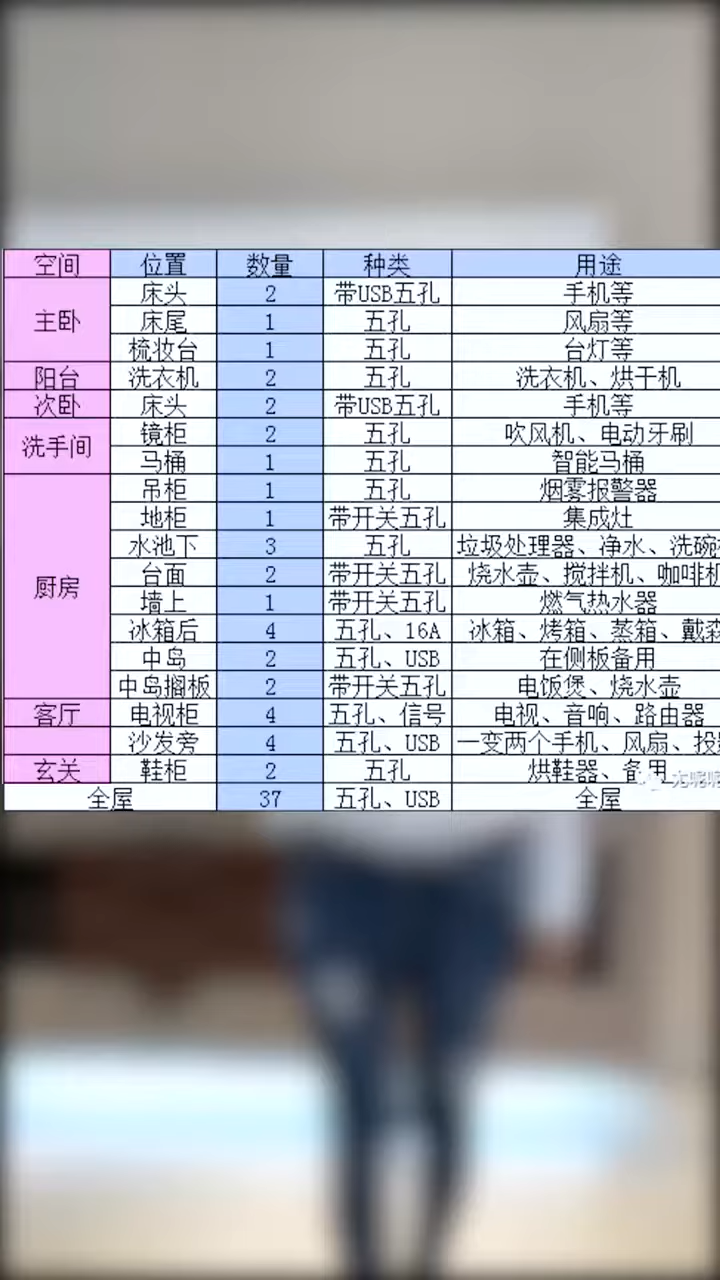 空间 位置 数量 种类 用途
主卧 床头 2 带USB五孔 手机等
床尾 1 五孔 风扇等
梳妆台 1 五孔 台灯等
阳台 洗衣机 2 五孔 洗衣机、烘干机
次卧 床头 2 带USB五孔 手机等
洗手间 镜柜 2 五孔 吹风机、电动牙刷
马桶 1 五孔 智能马桶
厨房 吊柜 1 五孔 烟雾报警器
地柜 1 带开关五孔 集成灶
水池下 3 五孔 垃圾处理器、净水、洗碗
台面 2 带开关五孔 烧水壶、搅拌机、咖啡机
墙上 1 带开关五孔 燃气热水器
冰箱后 4 五孔、16A 冰箱、烤箱、蒸箱、戴森
中岛 2 五孔、USB 在侧板备用
中岛搁板 2 带开关五孔 电饭煲、烧水壶
客厅 电视柜 4 五孔、信号 电视、音响、路由器
沙发旁 4 五孔、USB 一变两个手机、风扇、投影
玄关 鞋柜 2 五孔 烘鞋器、备用
全屋 37 五孔、USB 全屋